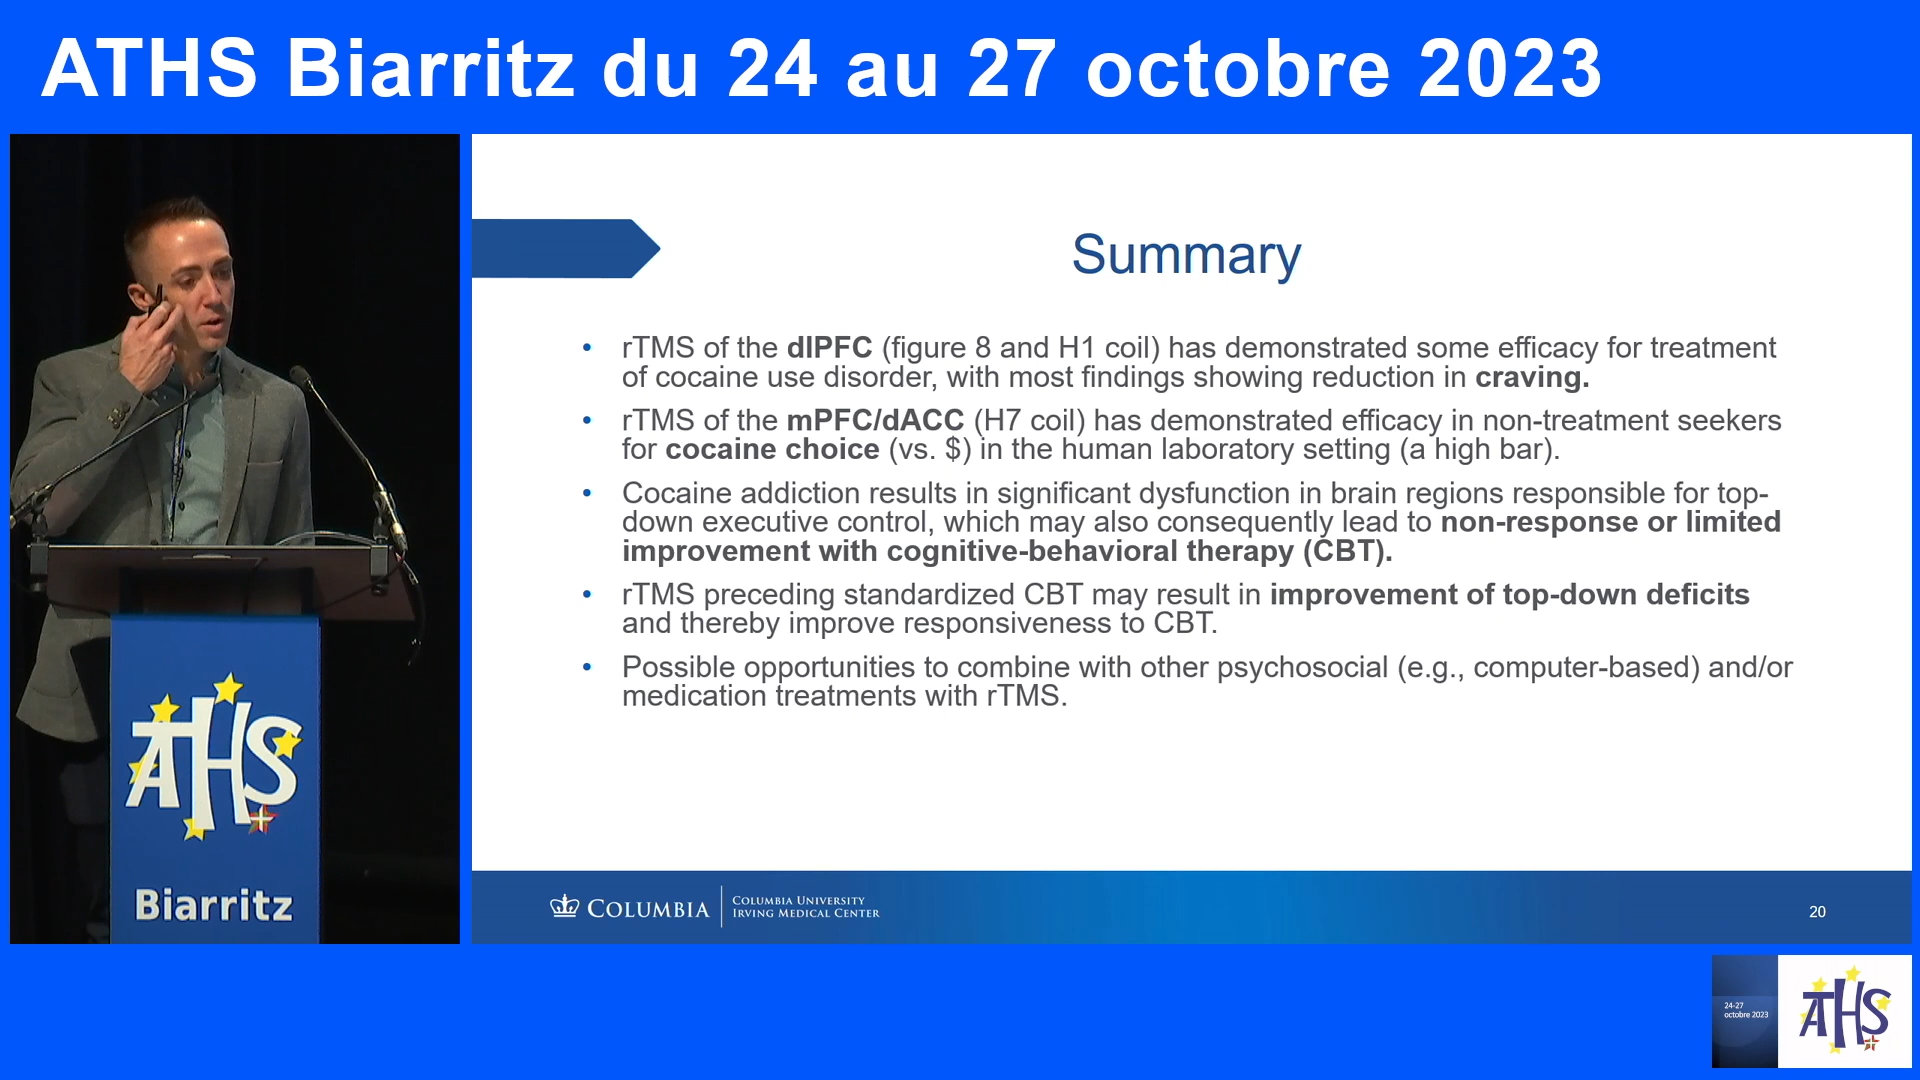 ATHS Biarritz du 24 au 27 octobre 2023
Summary
• rTMS of the dlPFC (figure 8 and H1 coil) has demonstrated some efficacy for treatment
of cocaine use disorder, with most findings showing reduction in craving.
• rTMS of the mPFC/dACC (H7 coil) has demonstrated efficacy in non-treatment seekers
for cocaine choice (vs. $) in the human laboratory setting (a high bar).
• Cocaine addiction results in significant dysfunction in brain regions responsible for top-
down executive control, which may also consequently lead to non-response or limited
improvement with cognitive-behavioral therapy (CBT).
• rTMS preceding standardized CBT may result in improvement of top-down deficits
and thereby improve responsiveness to CBT.
• Possible opportunities to combine with other psychosocial (e.g., computer-based) and/or
medication treatments with rTMS.
COLUMBIA
COLUMBIA UNIVERSITY
IRVING MEDICAL CENTER
20
ATHS
Biarritz
24-27
octobre 2023
ATHS